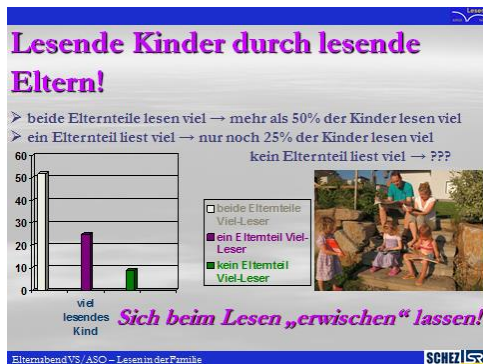 Lesende Kinder durch lesende
Eltern!
➢ beide Elternteile lesen viel → mehr als 50% der Kinder lesen viel
➢ ein Elternteil liest viel → nur noch 25% der Kinder lesen viel
kein Elternteil liest viel → ???
60
50
40
30
20
10
0
viel
lesendes
Kind
beide Elternteile
Viel-Leser
ein Elternteil Viel-
Leser
kein Elternteil
Viel-Leser
Sich beim Lesen „erwischen“ lassen!
Elternabend VS / ASO – Lesen in der Familie
SCHEZ